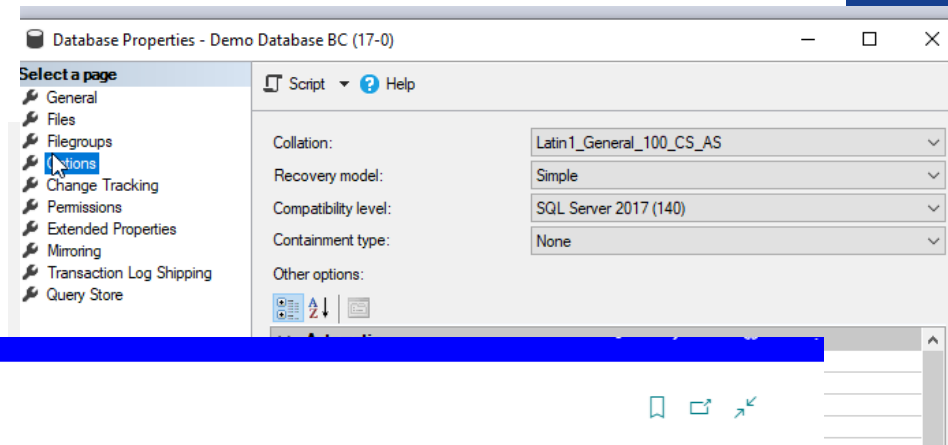 Database Properties - Demo Database BC (17-0)
Select a page
General
Files
Filegroups
Options
Change Tracking
Permissions
Extended Properties
Mirroring
Transaction Log Shipping
Query Store
Script
Help
Collation:
Latin1_General_100_CS_AS
Recovery model:
Simple
Compatibility level:
SQL Server 2017 (140)
Containment type:
None
Other options: